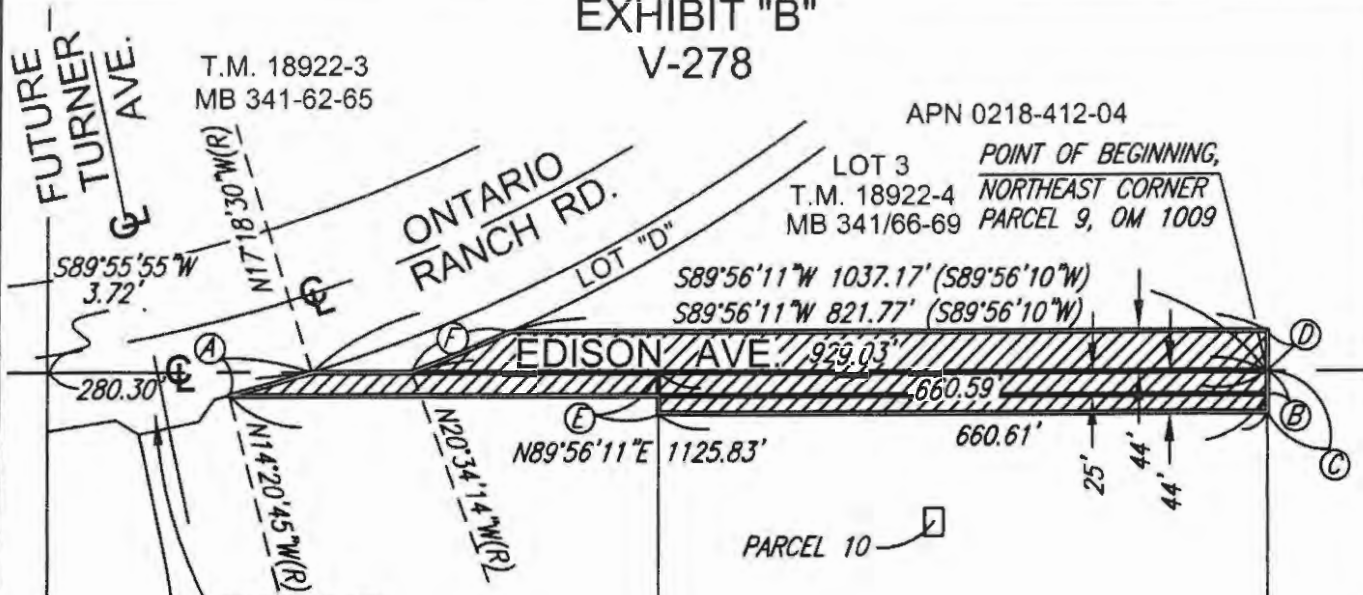 EXHIBIT "B"
V-278
FUTURE
TURNER
AVE.
T.M. 18922-3
MB 341-62-65
APN 0218-412-04
POINT OF BEGINNING,
NORTHEAST CORNER
PARCEL 9, OM 1009
LOT 3
T.M. 18922-4
MB 341/66-69
N17°18'30"W(R)
ONTARIO
RANCH RD.
LOT "D"
S89°55'55"W
3.72'
S89°56'11"W 1037.17' (S89°56'10"W)
S89°56'11"W 821.77' (S89°56'10"W)
A
F
D
EDISON AVE.
929.03'
280.30'
660.59'
B
E
N89°56'11"E 1125.83'
660.61'
25'
44'
44'
C
N14°20'45"W(R)
N20°34'14"W(R)
PARCEL 10